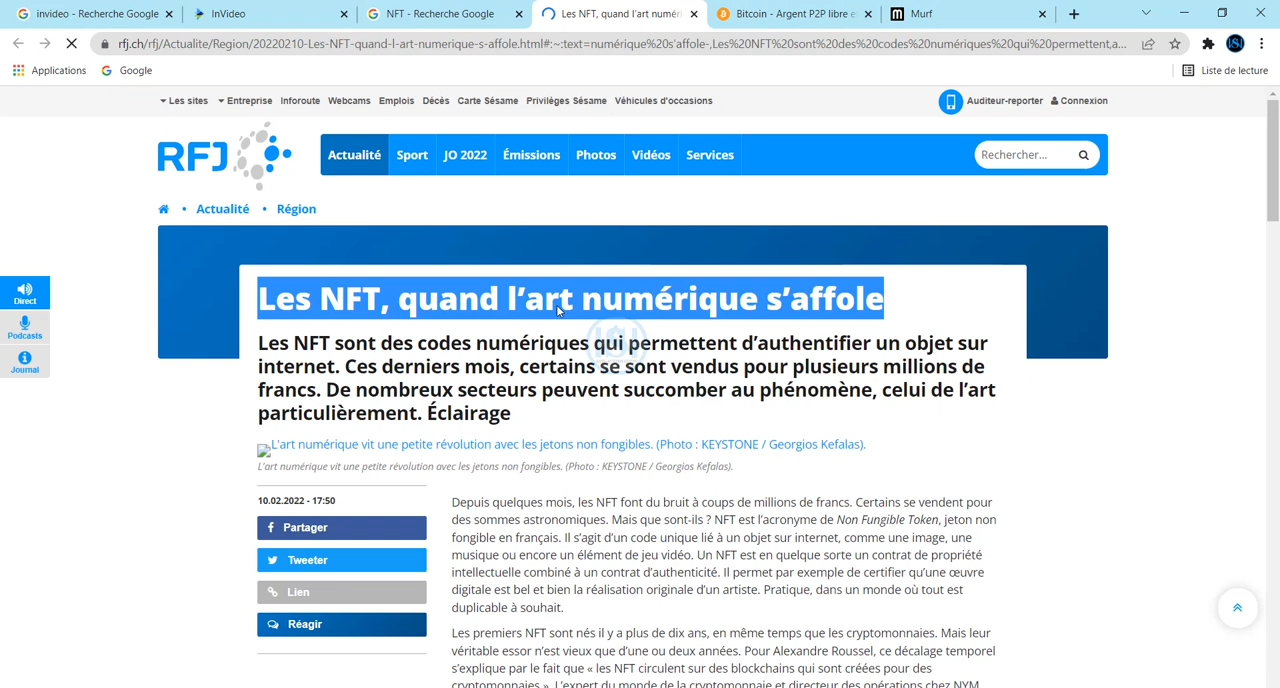 invideo - Recherche Google
InVideo
NFT - Recherche Google
Les NFT, quand l'art numéri
Bitcoin - Argent P2P libre e
Murf
rfj.ch/rfj/Actualite/Region/20220210-Les-NFT-quand-l-art-numerique-s-affole.html#:~:text=numérique%20s'affole-,Les%20NFT%20sont%20des%20codes%20numériques%20qui%20permettent,a...
Applications
Google
Liste de lecture
Les sites Entreprise Inforoute Webcams Emplois Décès Carte Sésame Privilèges Sésame Véhicules d'occasions
Auditeur-reporter Connexion
RFJ
Actualité Sport JO 2022 Émissions Photos Vidéos Services
Rechercher...
• Actualité • Région
Direct
Podcasts
Journal
Les NFT, quand l'art numérique s'affole
Les NFT sont des codes numériques qui permettent d'authentifier un objet sur
internet. Ces derniers mois, certains se sont vendus pour plusieurs millions de
francs. De nombreux secteurs peuvent succomber au phénomène, celui de l'art
particulièrement. Éclairage
L'art numérique vit une petite révolution avec les jetons non fongibles. (Photo : KEYSTONE / Georgios Kefalas).
L'art numérique vit une petite révolution avec les jetons non fongibles. (Photo : KEYSTONE / Georgios Kefalas).
10.02.2022 - 17:50
Partager
Tweeter
Lien
Réagir
Depuis quelques mois, les NFT font du bruit à coups de millions de francs. Certains se vendent pour
des sommes astronomiques. Mais que sont-ils ? NFT est l'acronyme de Non Fungible Token, jeton non
fongible en français. Il s'agit d'un code unique lié à un objet sur internet, comme une image, une
musique ou encore un élément de jeu vidéo. Un NFT est en quelque sorte un contrat de propriété
intellectuelle combiné à un contrat d'authenticité. Il permet par exemple de certifier qu'une œuvre
digitale est bel et bien la réalisation originale d'un artiste. Pratique, dans un monde où tout est
duplicable à souhait.
Les premiers NFT sont nés il y a plus de dix ans, en même temps que les cryptomonnaies. Mais leur
véritable essor n'est vieux que d'une ou deux années. Pour Alexandre Roussel, ce décalage temporel
s'explique par le fait que « les NFT circulent sur des blockchains qui sont créées pour des
cryptomonnaies ». L'expert du monde de la cryptomonnaie et directeur des opérations chez NYM